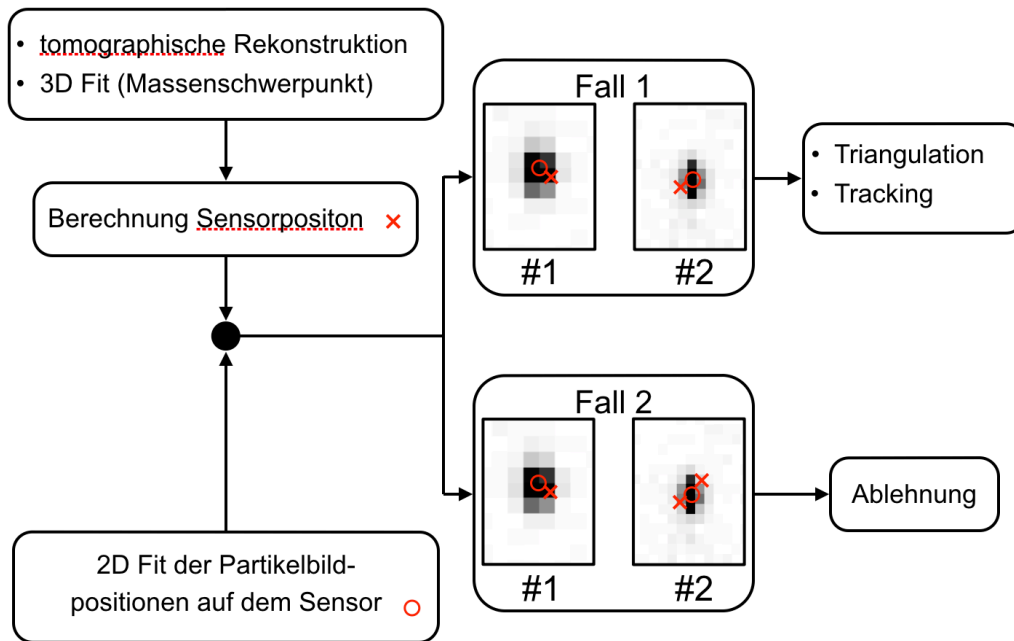 • tomographische Rekonstruktion
• 3D Fit (Massenschwerpunkt)
Berechnung Sensorpositon
2D Fit der Partikelbild-
positionen auf dem Sensor
Fall 1
#1 #2
• Triangulation
• Tracking
Fall 2
#1 #2
Ablehnung